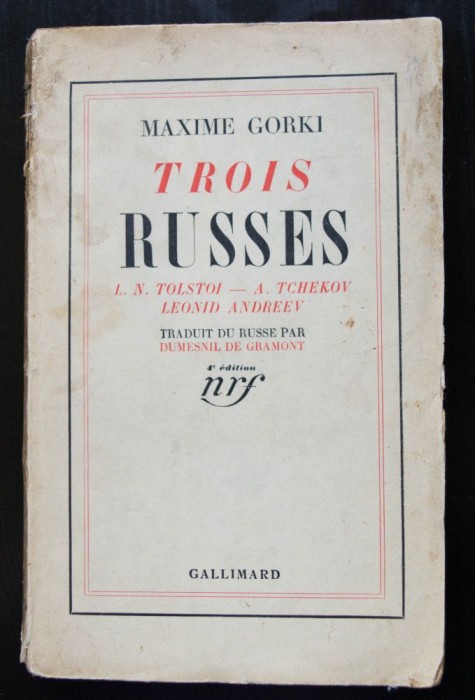 MAXIME GORKI
TROIS
RUSSES
L. N. TOLSTOI — A. TCHEKOV
LEONID ANDREEV
TRADUIT DU RUSSE PAR
DUMESNIL DE GRAMONT
4e édition
nrf
GALLIMARD